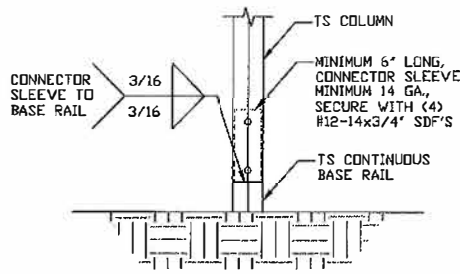 TS COLUMN
CONNECTOR
SLEEVE TO
BASE RAIL
3/16
3/16
MINIMUM 6" LONG,
CONNECTOR SLEEVE
MINIMUM 14 GA.,
SECURE WITH (4)
#12-14x3/4" SDF'S
TS CONTINUOUS
BASE RAIL